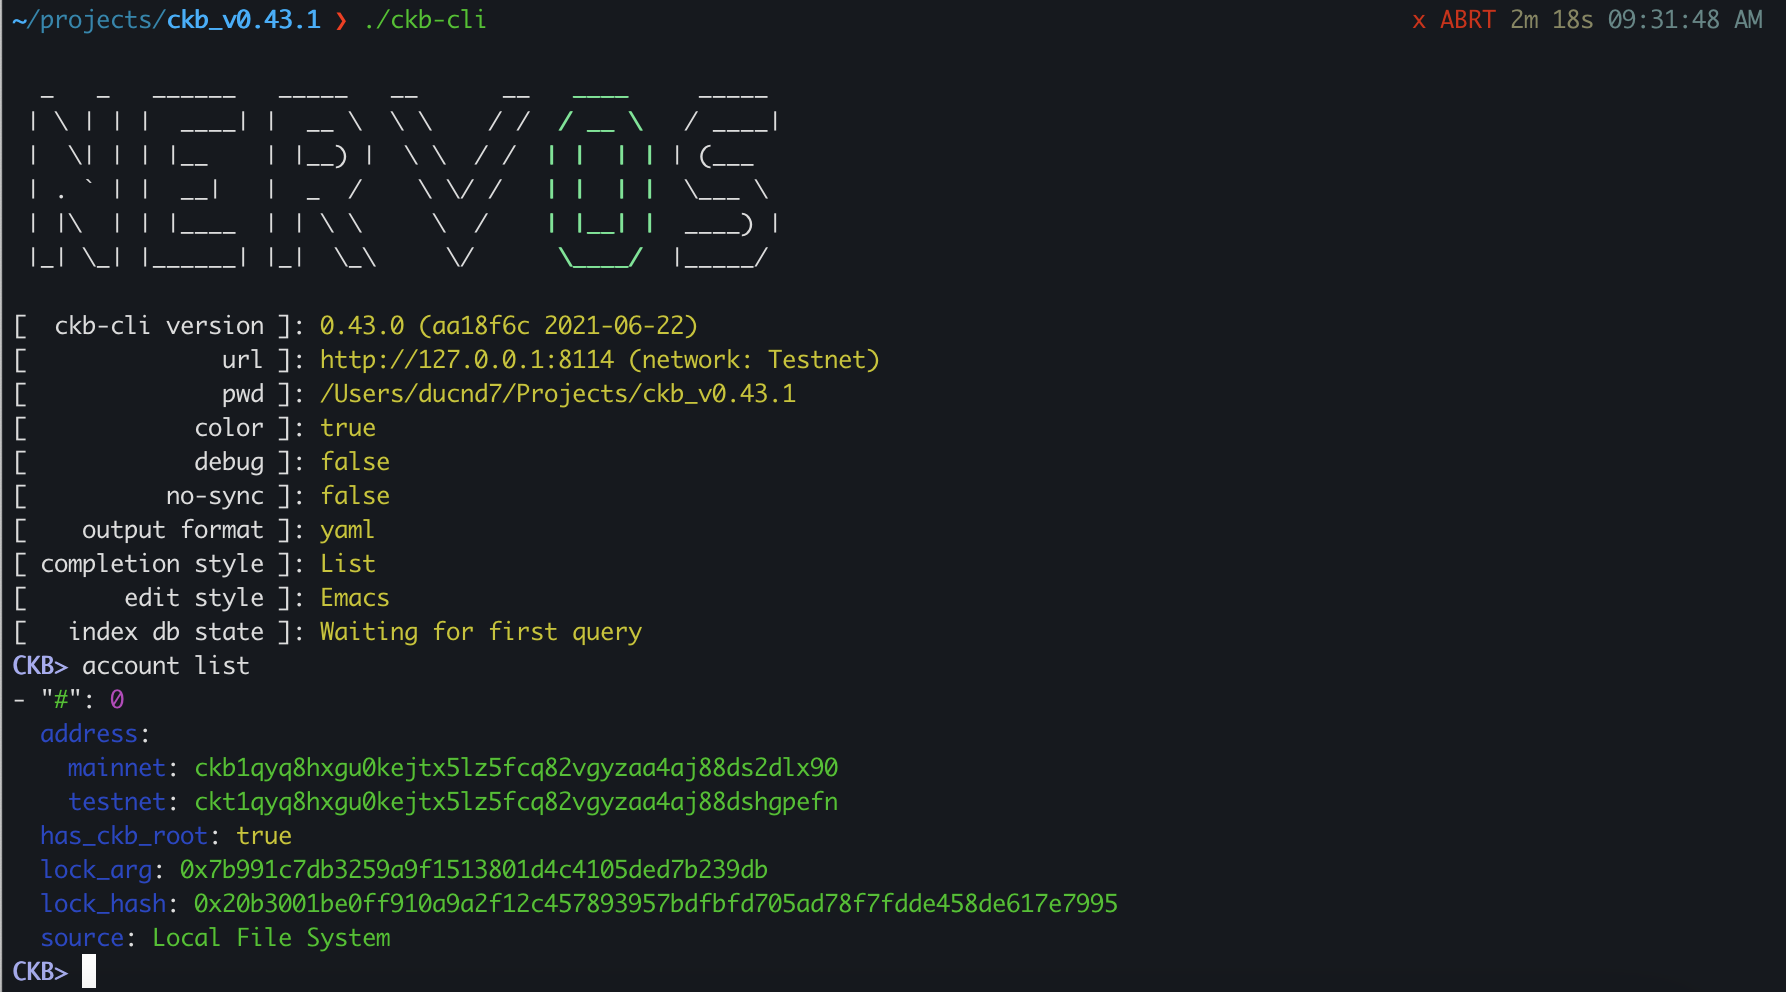 ~/projects/ckb_v0.43.1 ❯ ./ckb-cli x ABRT 2m 18s 09:31:48 AM
NERVOS
[  ckb-cli version ]: 0.43.0 (aa18f6c 2021-06-22)
[              url ]: http://127.0.0.1:8114 (network: Testnet)
[              pwd ]: /Users/ducnd7/Projects/ckb_v0.43.1
[            color ]: true
[            debug ]: false
[          no-sync ]: false
[    output format ]: yaml
[ completion style ]: List
[       edit style ]: Emacs
[   index db state ]: Waiting for first query
CKB> account list
- "#": 0
  address:
    mainnet: ckb1qyq8hxgu0kejtx5lz5fcq82vgyzaa4aj88ds2dlx90
    testnet: ckt1qyq8hxgu0kejtx5lz5fcq82vgyzaa4aj88dshgpefn
  has_ckb_root: true
  lock_arg: 0x7b991c7db3259a9f1513801d4c4105ded7b239db
  lock_hash: 0x20b3001be0ff910a9a2f12c457893957bdfbfd705ad78f7fdde458de617e7995
  source: Local File System
CKB>